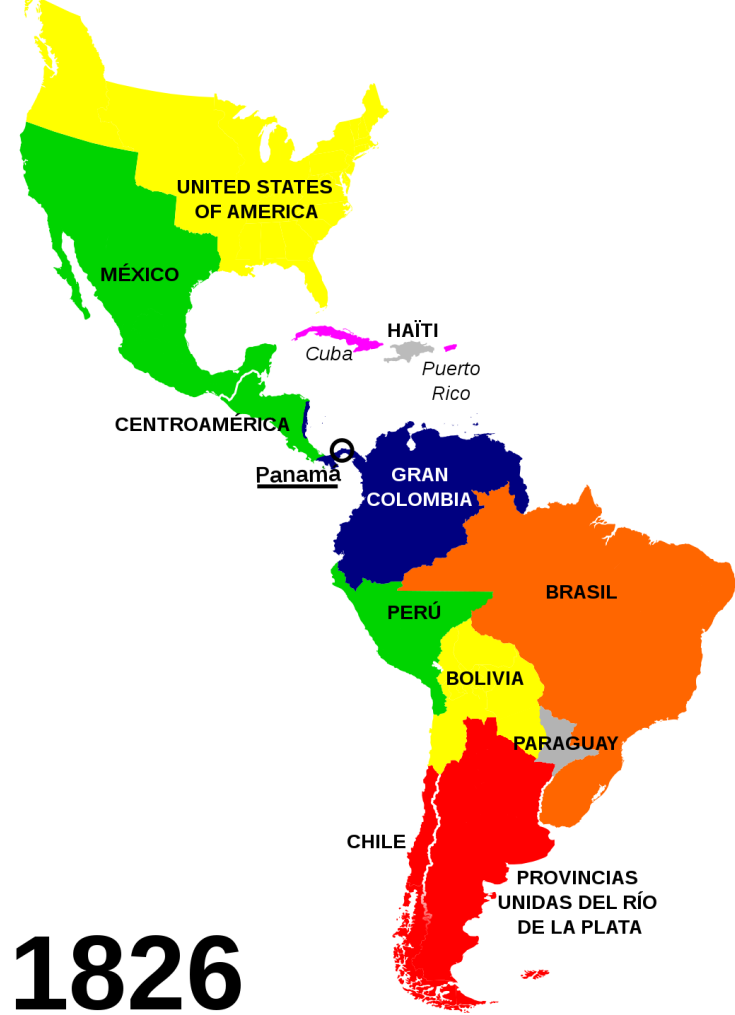 UNITED STATES
OF AMERICA
MÉXICO
HAÏTI
Cuba
Puerto
Rico
CENTROAMÉRICA
Panamá
GRAN
COLOMBIA
BRASIL
PERÚ
BOLIVIA
PARAGUAY
CHILE
PROVINCIAS
UNIDAS DEL RÍO
DE LA PLATA
1826